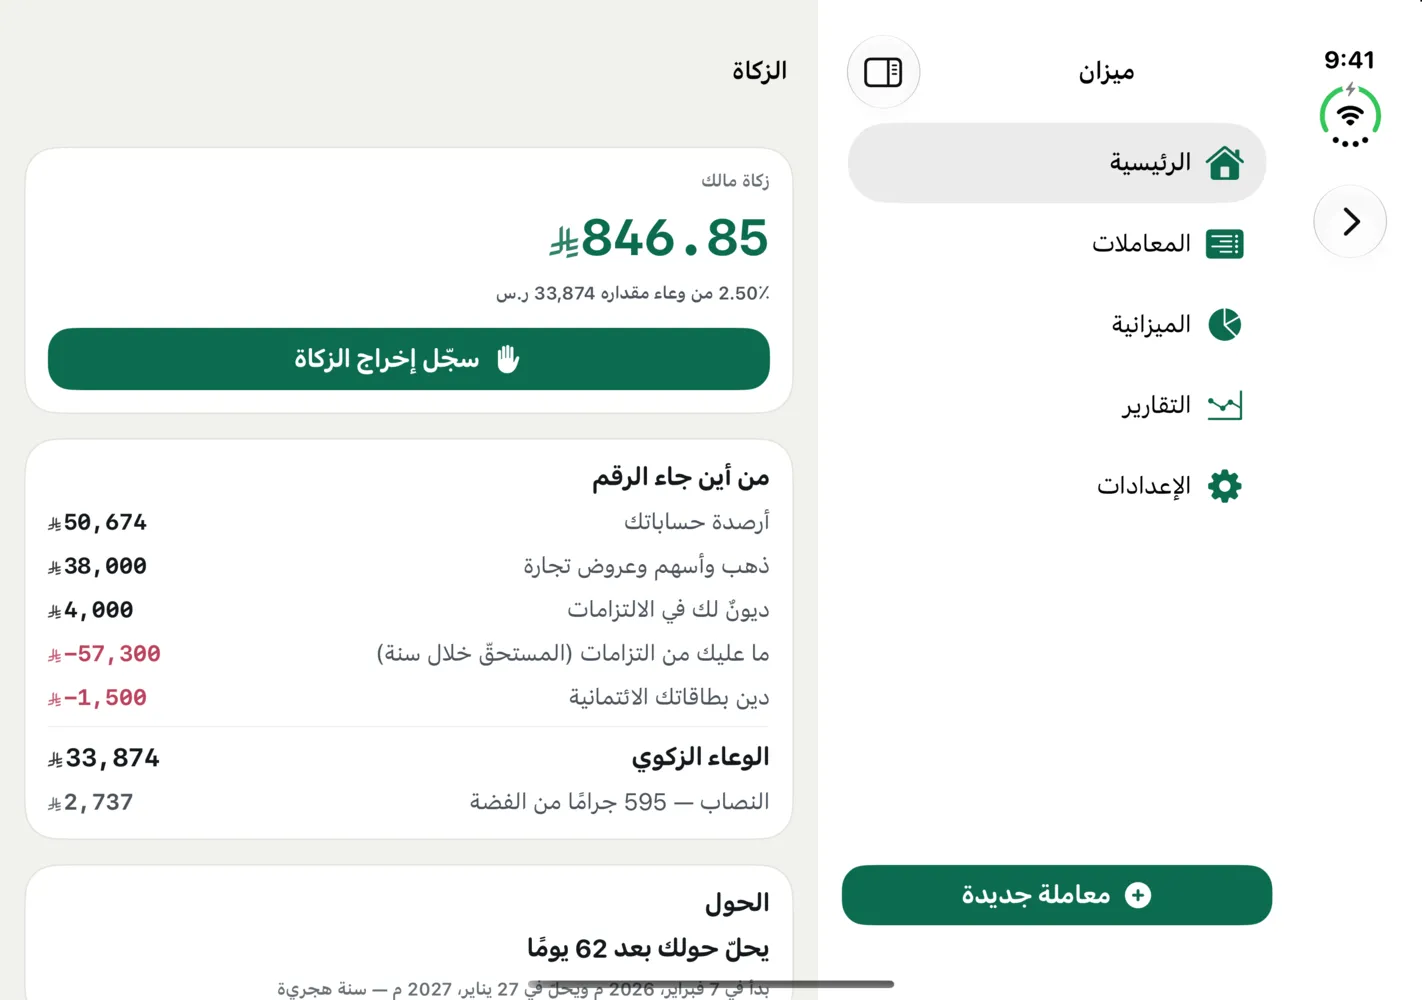 9:41
ميزان
الرئيسية
المعاملات
الميزانية
التقارير
الإعدادات
معاملة جديدة
الزكاة
زكاة مالك
846.85⃁
2.50٪ من وعاء مقداره 33,874 ر.س
سجّل إخراج الزكاة
من أين جاء الرقم
أرصدة حساباتك 50,674⃁
ذهب وأسهم وعروض تجارة 38,000⃁
ديونٌ لك في الالتزامات 4,000⃁
ما عليك من التزامات (المستحقّ خلال سنة) −57,300⃁
دين بطاقاتك الائتمانية −1,500⃁
الوعاء الزكوي 33,874⃁
النصاب — 595 جرامًا من الفضة 2,737⃁
الحول
يحلّ حولك بعد 62 يومًا
بدأ في 7 فبراير، 2026 م ويحلّ في 27 يناير، 2027 م — سنة هجرية